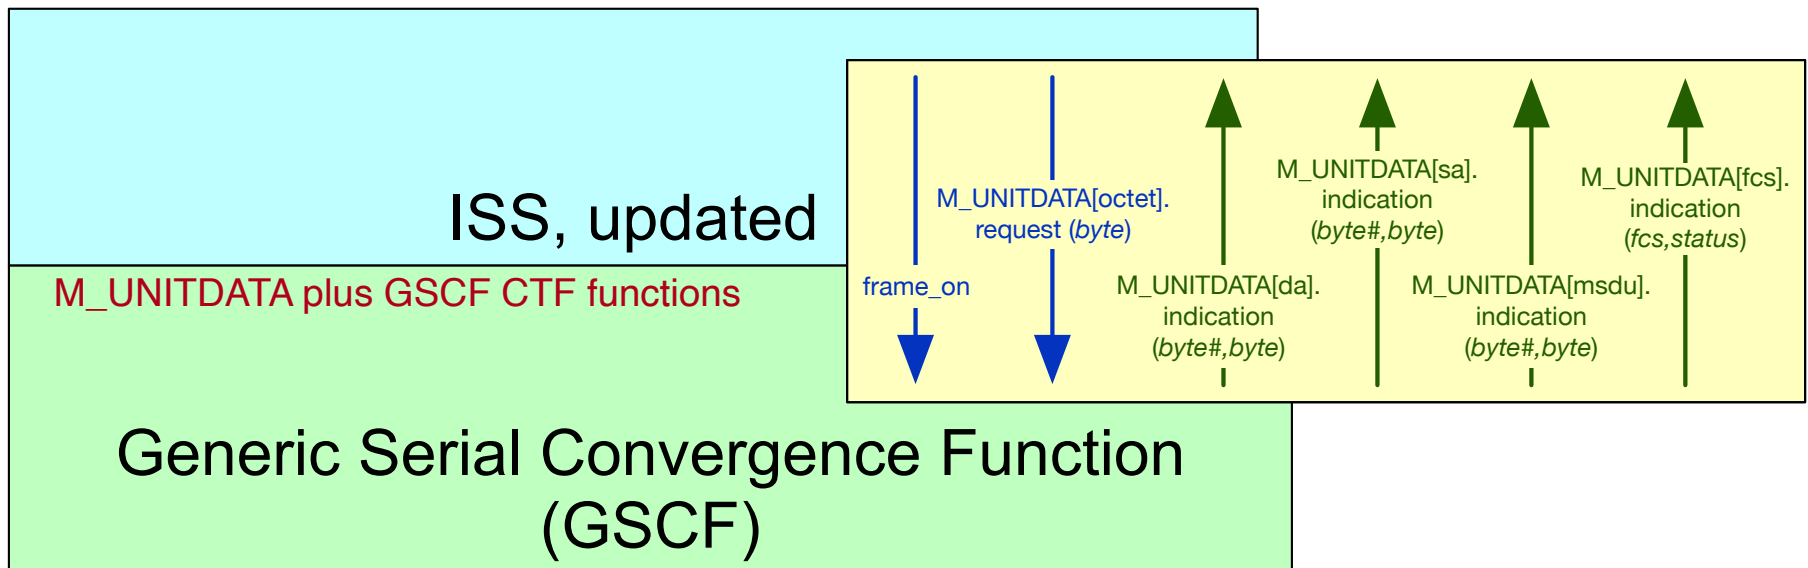 ISS, updated
M_UNITDATA plus GSCF CTF functions
Generic Serial Convergence Function
(GSCF)
frame_on
M_UNITDATA[octet].
request (byte)
M_UNITDATA[da].
indication
(byte#,byte)
M_UNITDATA[sa].
indication
(byte#,byte)
M_UNITDATA[msdu].
indication
(byte#,byte)
M_UNITDATA[fcs].
indication
(fcs,status)